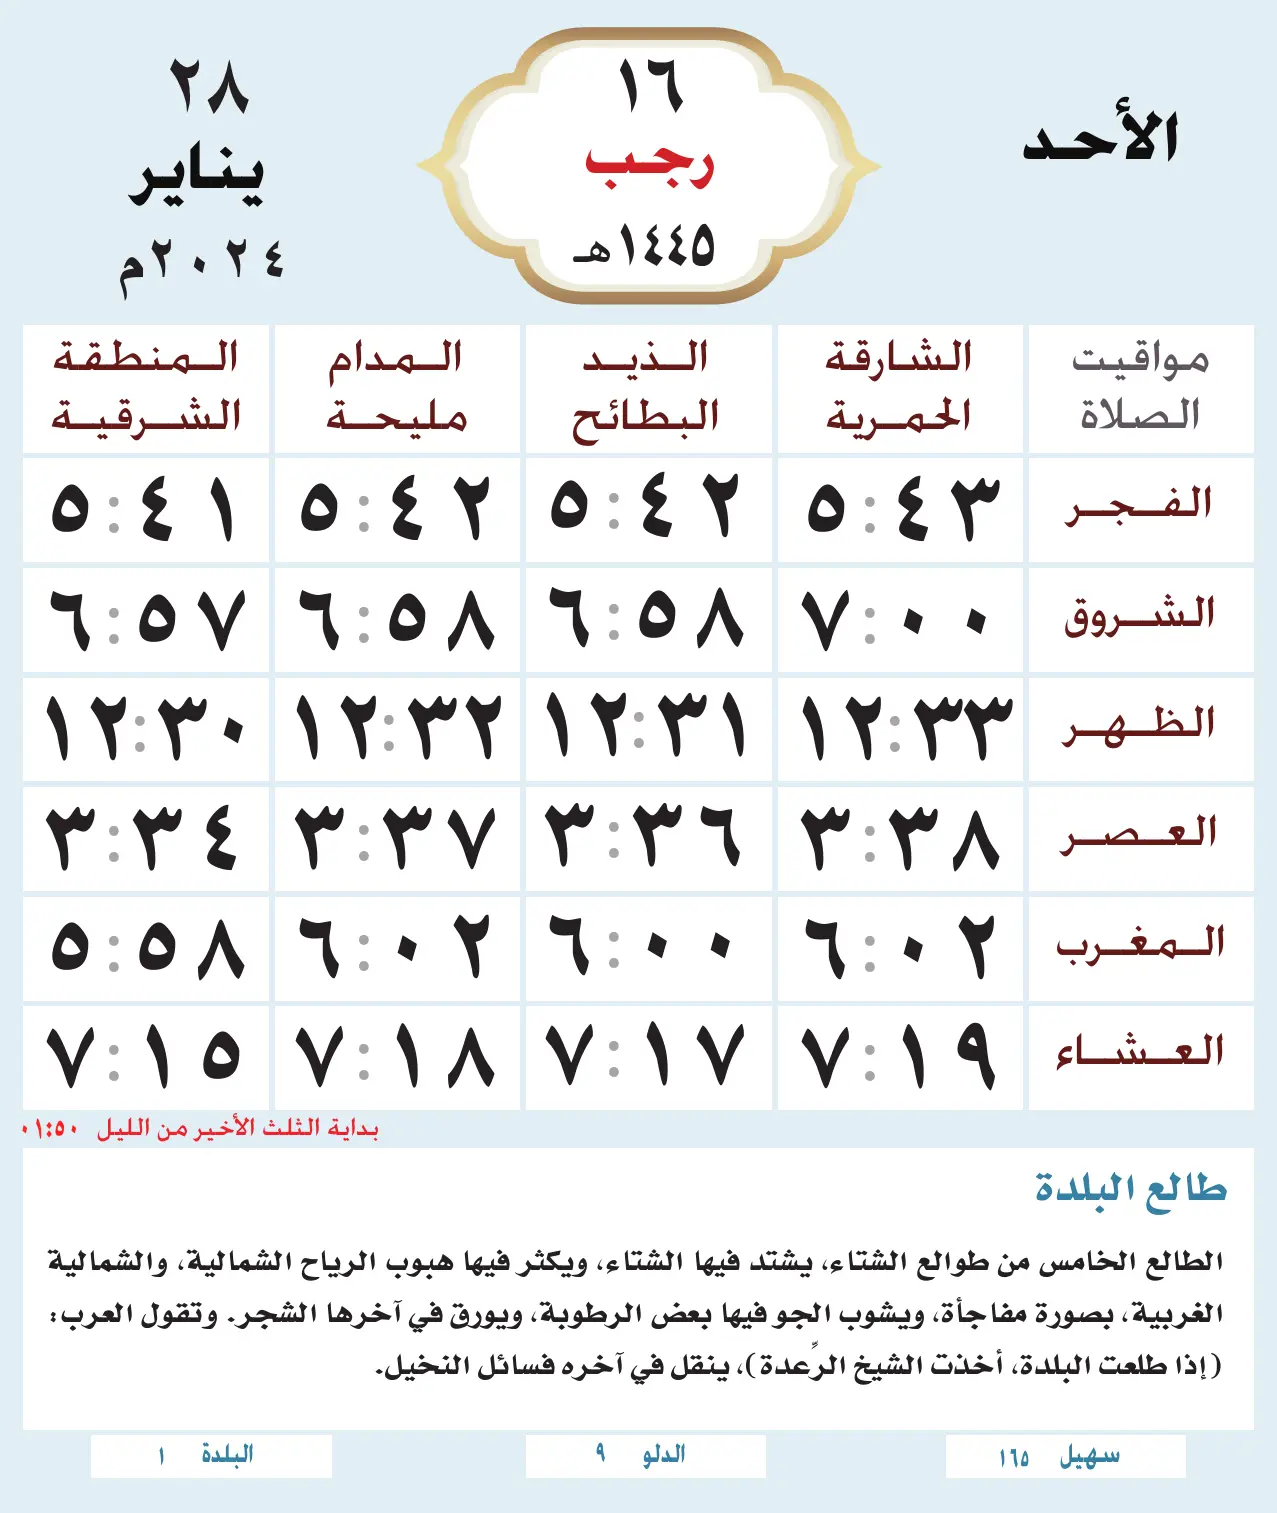 الأحد
١٦
رجب
١٤٤٥هـ
٢٨
يناير
٢٠٢٤م
مواقيت الصلاة | الشارقة الحمرية | الذيد البطائح | المدام مليحة | المنطقة الشرقية
الفجر ٥:٤٣ ٥:٤٢ ٥:٤٢ ٥:٤١
الشروق ٧:٠٠ ٦:٥٨ ٦:٥٨ ٦:٥٧
الظهر ١٢:٣٣ ١٢:٣١ ١٢:٣٢ ١٢:٣٠
العصر ٣:٣٨ ٣:٣٦ ٣:٣٧ ٣:٣٤
المغرب ٦:٠٢ ٦:٠٠ ٦:٠٢ ٥:٥٨
العشاء ٧:١٩ ٧:١٧ ٧:١٨ ٧:١٥
بداية الثلث الأخير من الليل ٠١:٥٠
طالع البلدة
الطالع الخامس من طوالع الشتاء، يشتد فيها الشتاء، ويكثر فيها هبوب الرياح الشمالية، والشمالية
الغربية، بصورة مفاجأة، ويشوب الجو فيها بعض الرطوبة، ويورق في آخرها الشجر. وتقول العرب:
(إذا طلعت البلدة، أخذت الشيخ الرِّعدة)، ينقل في آخره فسائل النخيل.
سهيل ١٦٥
الدلو ٩
البلدة ١